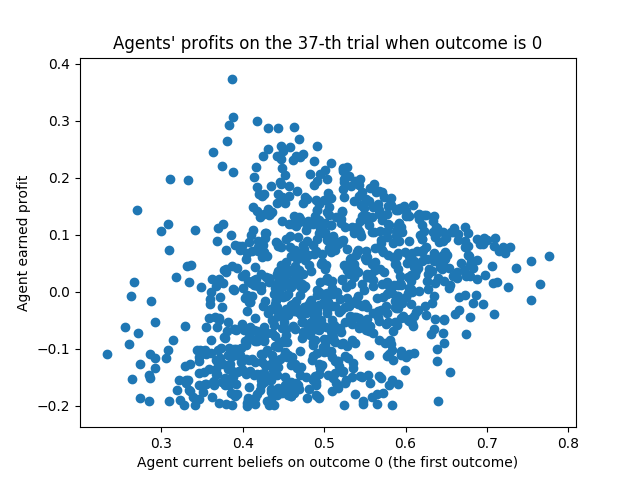 Agents' profits on the 37-th trial when outcome is 0
0.4
0.3
0.2
0.1
0.0
−0.1
−0.2
Agent earned profit
0.3 0.4 0.5 0.6 0.7 0.8
Agent current beliefs on outcome 0 (the first outcome)